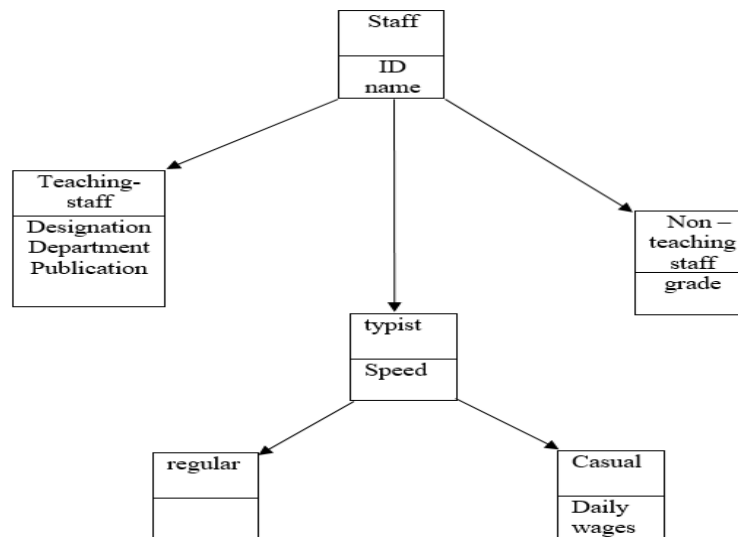 Staff
ID
name
Teaching-
staff
Designation
Department
Publication
Non –
teaching
staff
grade
typist
Speed
regular
Casual
Daily
wages